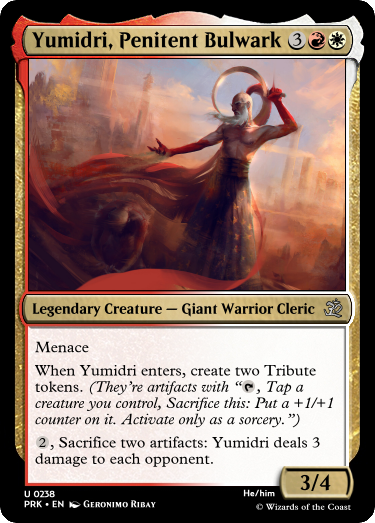 Yumidri, Penitent Bulwark 3
Legendary Creature — Giant Warrior Cleric
Menace
When Yumidri enters, create two Tribute
tokens. (They're artifacts with “, Tap a
creature you control, Sacrifice this: Put a +1/+1
counter on it. Activate only as a sorcery.”)
2, Sacrifice two artifacts: Yumidri deals 3
damage to each opponent.
3/4
U 0238
PRK • EN Geronimo Ribay
He/him
© Wizards of the Coast